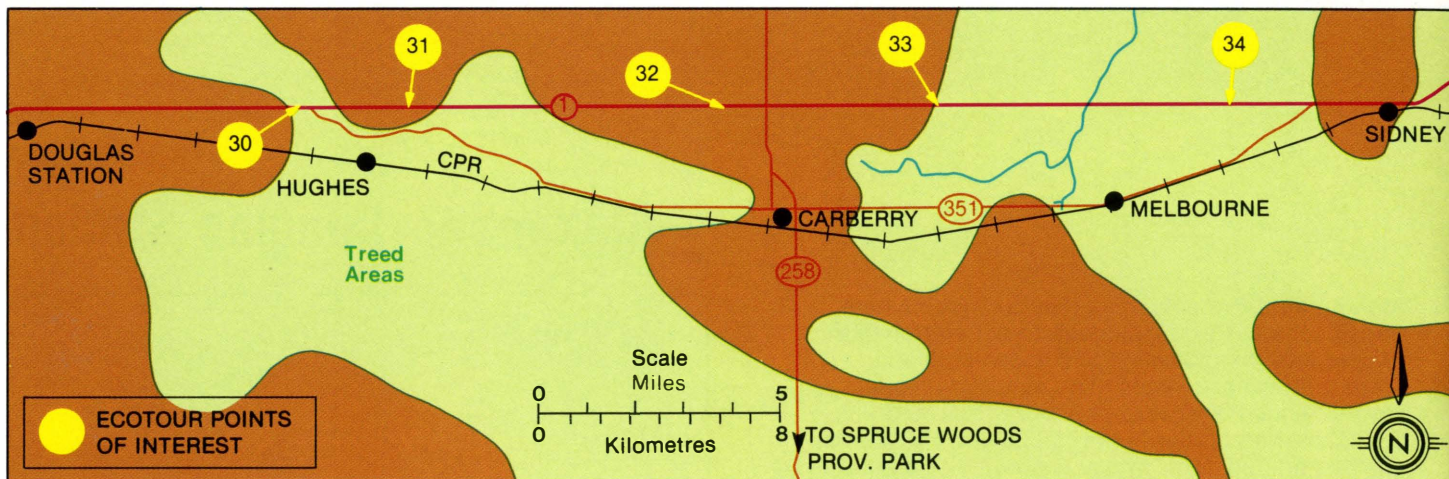 31
32
33
34
1
30
DOUGLAS
STATION
HUGHES
CPR
SIDNEY
CARBERRY
351
MELBOURNE
Treed
Areas
258
Scale
Miles
0 5
0 8
Kilometres
ECOTOUR POINTS
OF INTEREST
TO SPRUCE WOODS
PROV. PARK
N